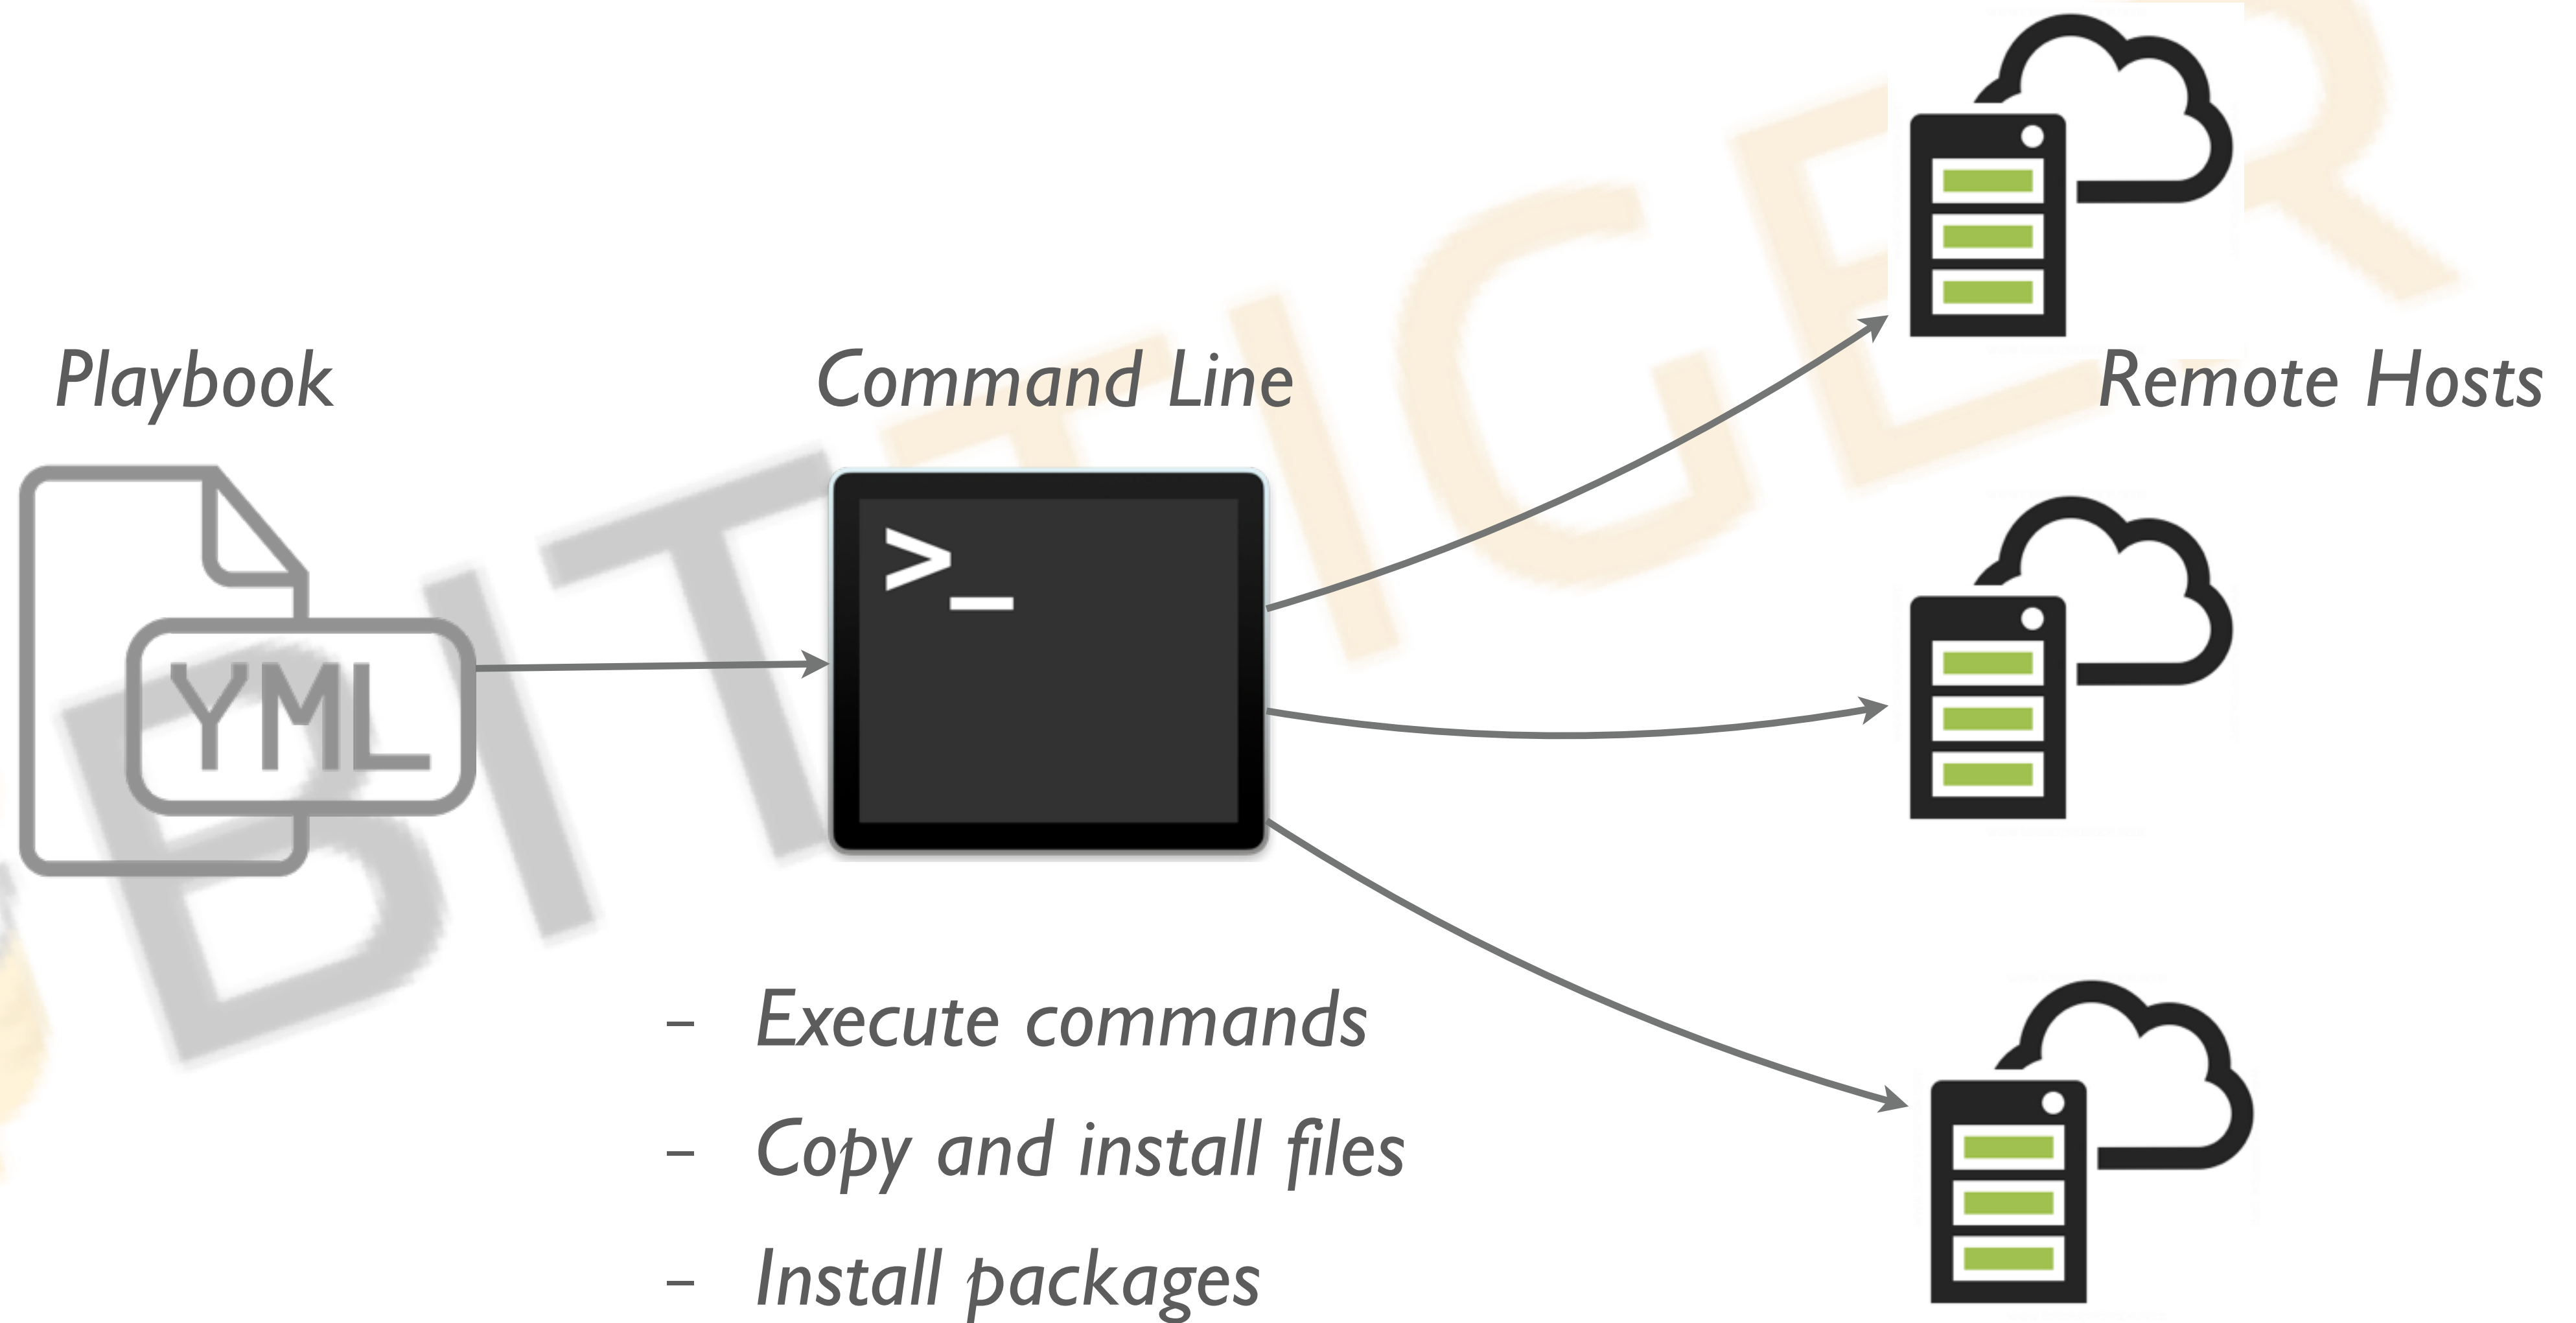 Playbook
Command Line
Remote Hosts
>_
YML
BITTIGER
– Execute commands
– Copy and install files
– Install packages